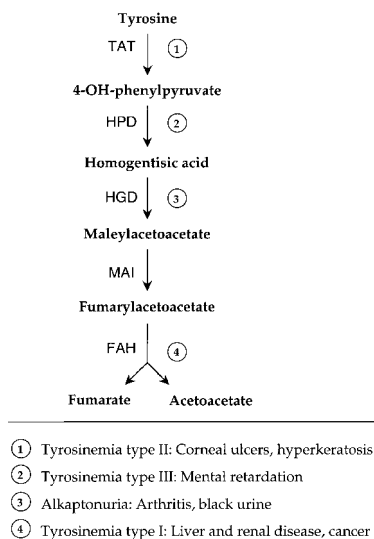 Tyrosine
TAT ①
4-OH-phenylpyruvate
HPD ②
Homogentisic acid
HGD ③
Maleylacetoacetate
MAI
Fumarylacetoacetate
FAH ④
Fumarate Acetoacetate
① Tyrosinemia type II: Corneal ulcers, hyperkeratosis
② Tyrosinemia type III: Mental retardation
③ Alkaptonuria: Arthritis, black urine
④ Tyrosinemia type I: Liver and renal disease, cancer